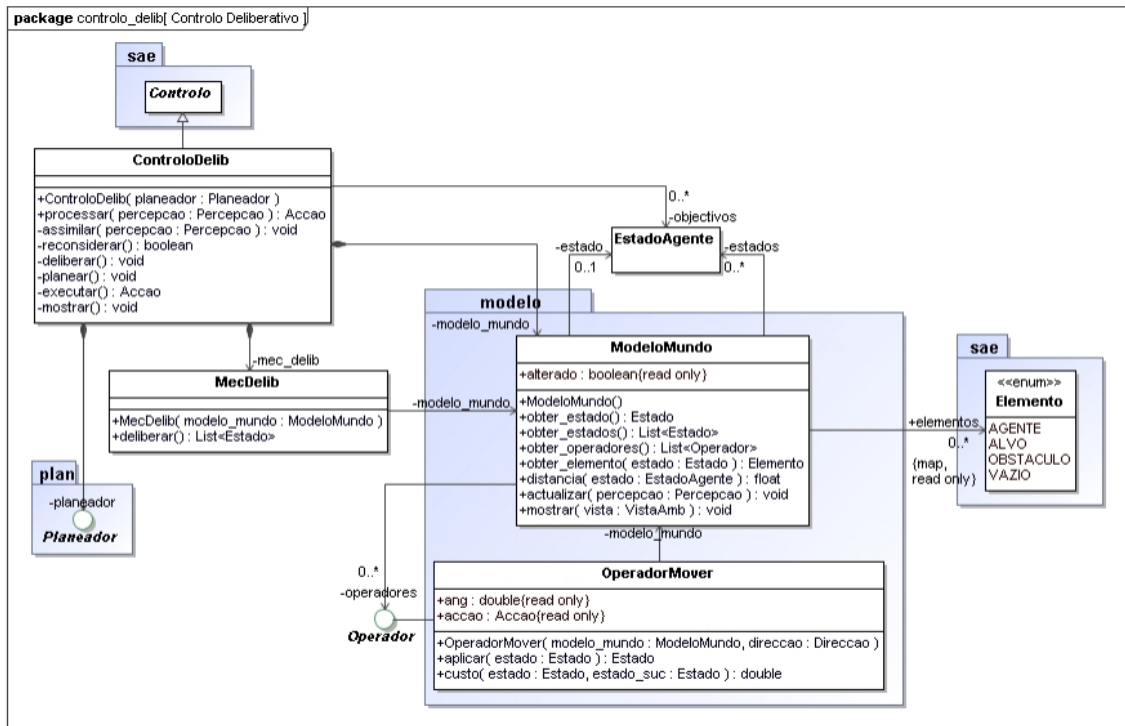 package controlo_delib[ Controlo Deliberativo ]
sae
Controlo
ControloDelib
+ControloDelib( planeador : Planeador )
+processar( percepcao : Percepcao ) : Accao
-assimilar( percepcao : Percepcao ) : void
-reconsiderar() : boolean
-deliberar() : void
-planear() : void
-executar() : Accao
-mostrar() : void
0..*
-objectivos
EstadoAgente
-estado
0..1
-estados
0..*
modelo
-modelo_mundo
-mec_delib
MecDelib
+MecDelib( modelo_mundo : ModeloMundo )
+deliberar() : List<Estado>
-modelo_mundo
ModeloMundo
+alterado : boolean{read only}
+ModeloMundo()
+obter_estado() : Estado
+obter_estados() : List<Estado>
+obter_operadores() : List<Operador>
+obter_elemento( estado : Estado ) : Elemento
+distancia( estado : EstadoAgente ) : float
+actualizar( percepcao : Percepcao ) : void
+mostrar( vista : VistaAmb ) : void
sae
<<enum>>
Elemento
AGENTE
ALVO
OBSTACULO
VAZIO
+elementos
0..*
{map,
read only}
plan
-planeador
Planeador
-modelo_mundo
0..*
-operadores
Operador
OperadorMover
+ang : double{read only}
+accao : Accao{read only}
+OperadorMover( modelo_mundo : ModeloMundo, direccao : Direccao )
+aplicar( estado : Estado ) : Estado
+custo( estado : Estado, estado_suc : Estado ) : double